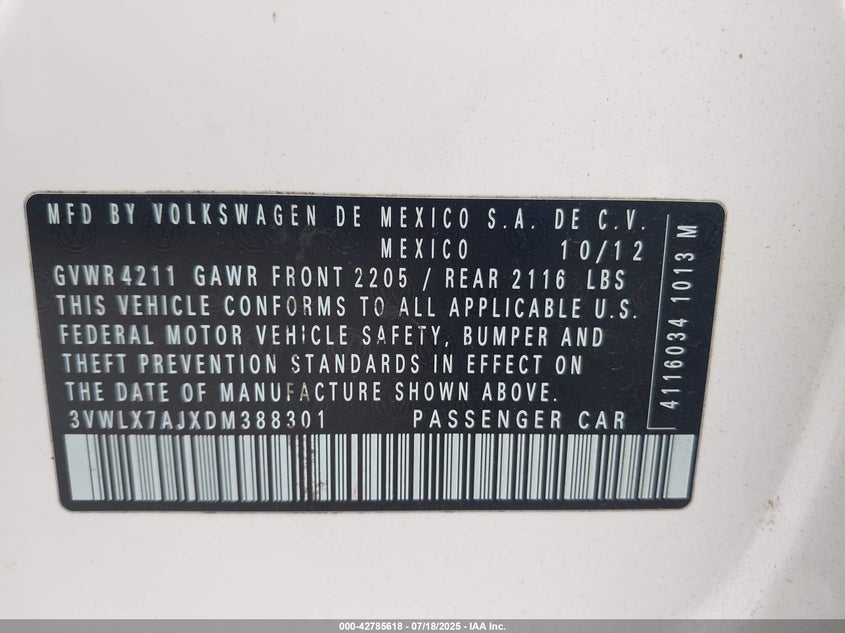 MFD BY VOLKSWAGEN DE MEXICO S.A. DE C.V.
MEXICO 10/12
GVWR 4211 GAWR FRONT 2205 / REAR 2116 LBS
THIS VEHICLE CONFORMS TO ALL APPLICABLE U.S.
FEDERAL MOTOR VEHICLE SAFETY, BUMPER AND
THEFT PREVENTION STANDARDS IN EFFECT ON
THE DATE OF MANUFACTURE SHOWN ABOVE.
3VWLX7AJXDM388301 PASSENGER CAR
4116034 1013 M
000-42785618 - 07/18/2025 - IAA Inc.